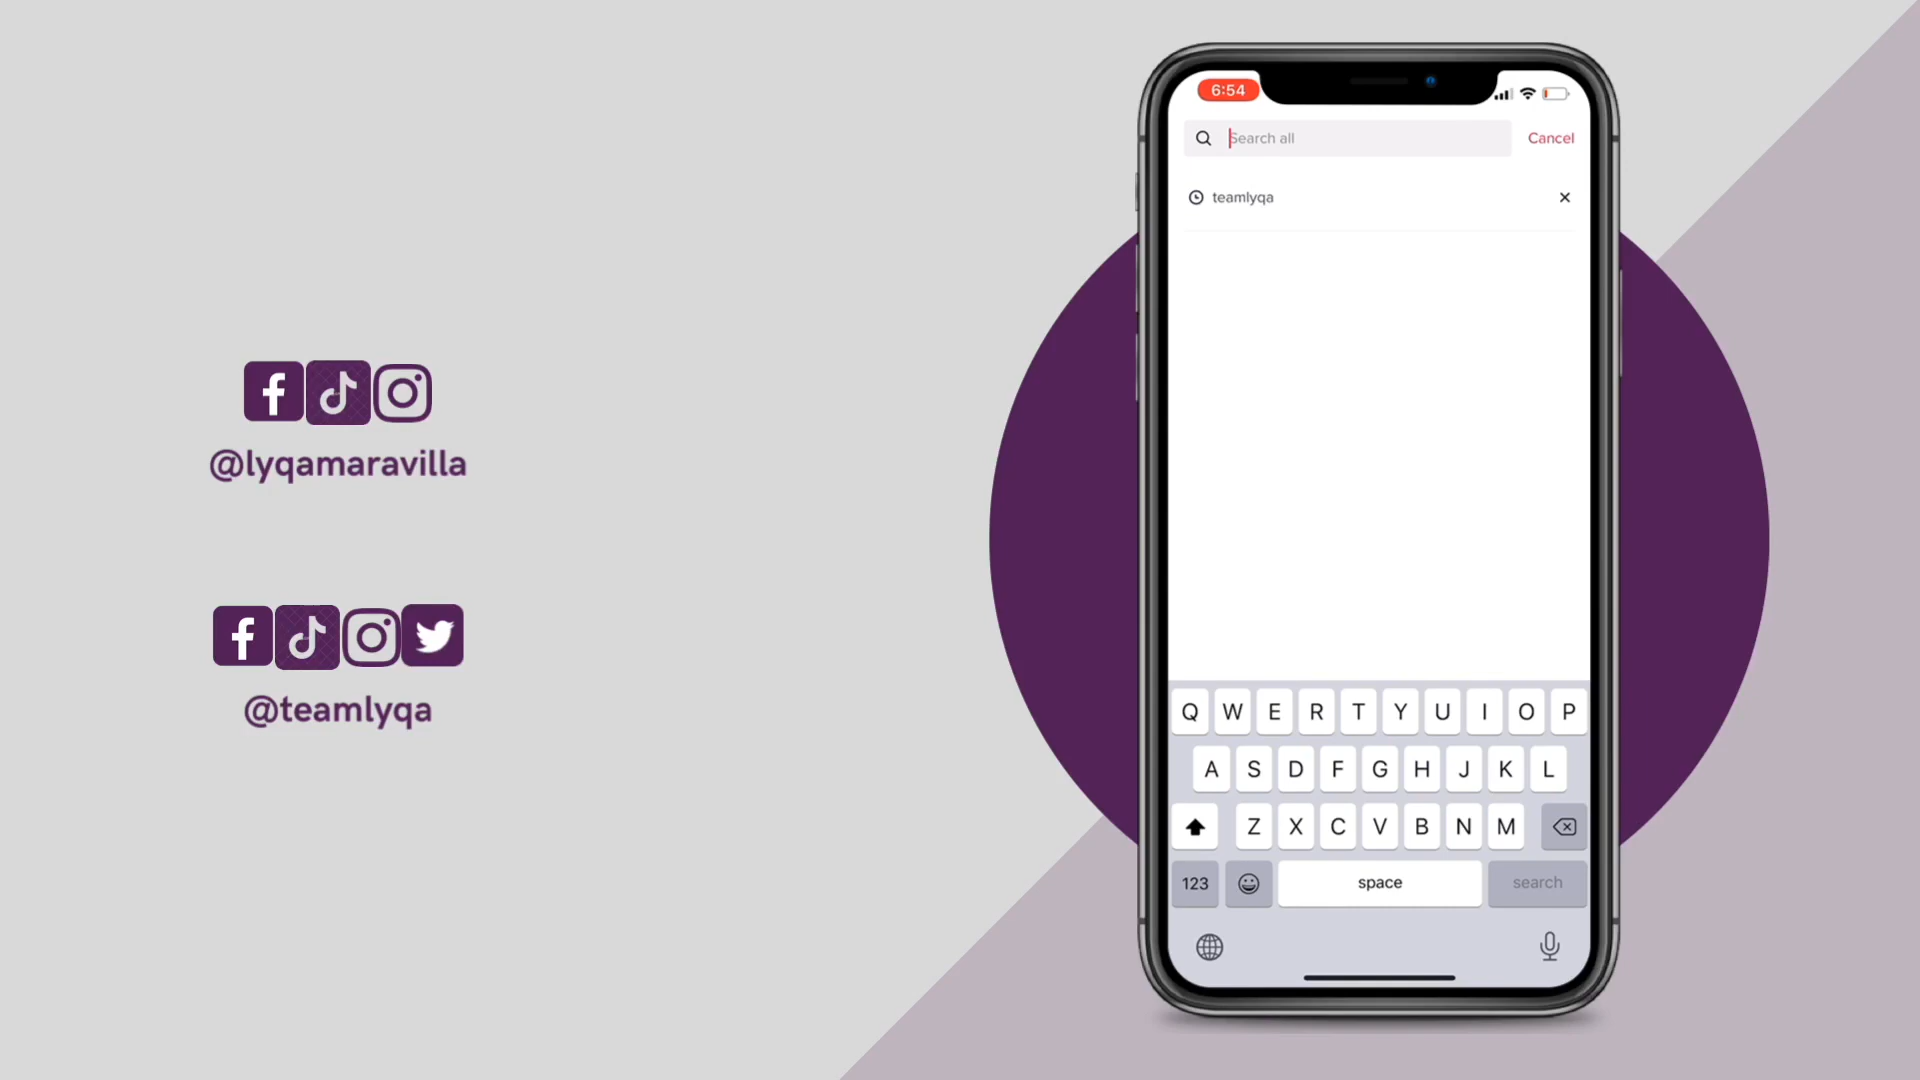 @lyqamaravilla
@teamlyqa
6:54
Search all
Cancel
teamlyqa
Q W E R T Y U I O P
A S D F G H J K L
Z X C V B N M
123
space
search